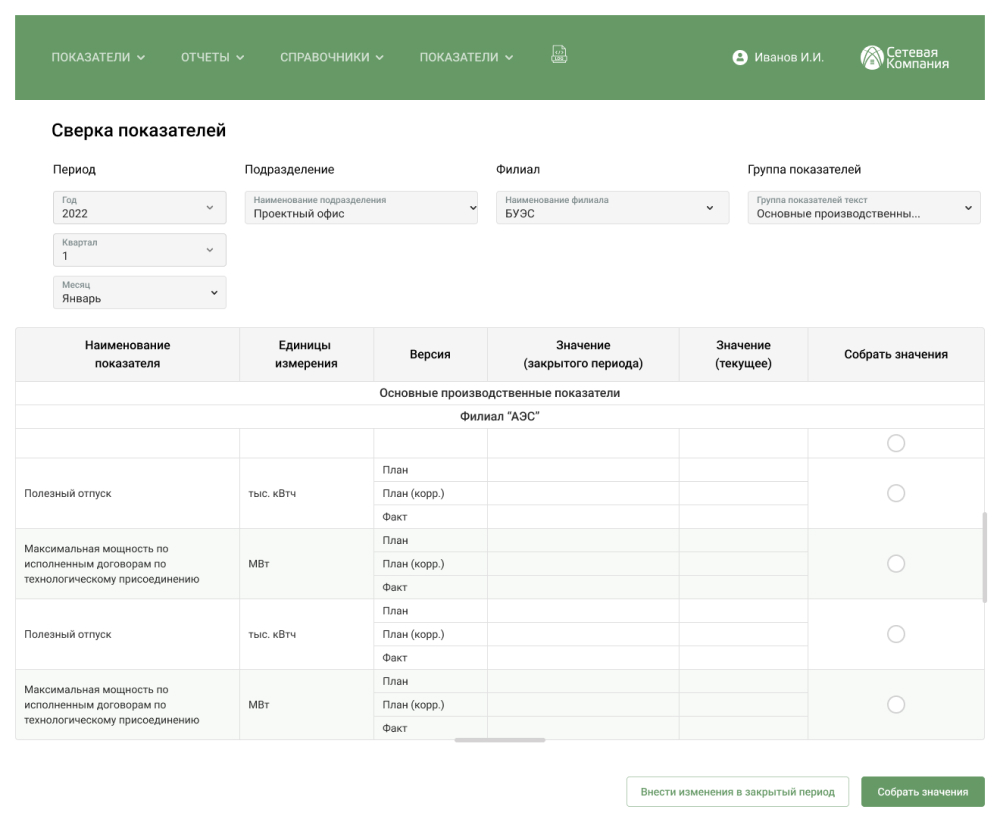 ПОКАЗАТЕЛИ ОТЧЕТЫ СПРАВОЧНИКИ ПОКАЗАТЕЛИ Иванов И.И. Сетевая
Компания
Сверка показателей
Период Подразделение Филиал Группа показателей
Год Наименование подразделения Наименование филиала Группа показателей текст
2022 Проектный офис БУЭС Основные производственны...
Квартал
1
Месяц
Январь
Наименование Единицы Версия Значение Значение Собрать значения
показателя измерения (закрытого периода) (текущее)
Основные производственные показатели
Филиал "АЭС"
План
Полезный отпуск тыс. кВтч План (корр.)
Факт
План
Максимальная мощность по
исполненным договорам по МВт План (корр.)
технологическому присоединению
Факт
План
Полезный отпуск тыс. кВтч План (корр.)
Факт
План
Максимальная мощность по
исполненным договорам по МВт План (корр.)
технологическому присоединению
Факт
Внести изменения в закрытый период Собрать значения